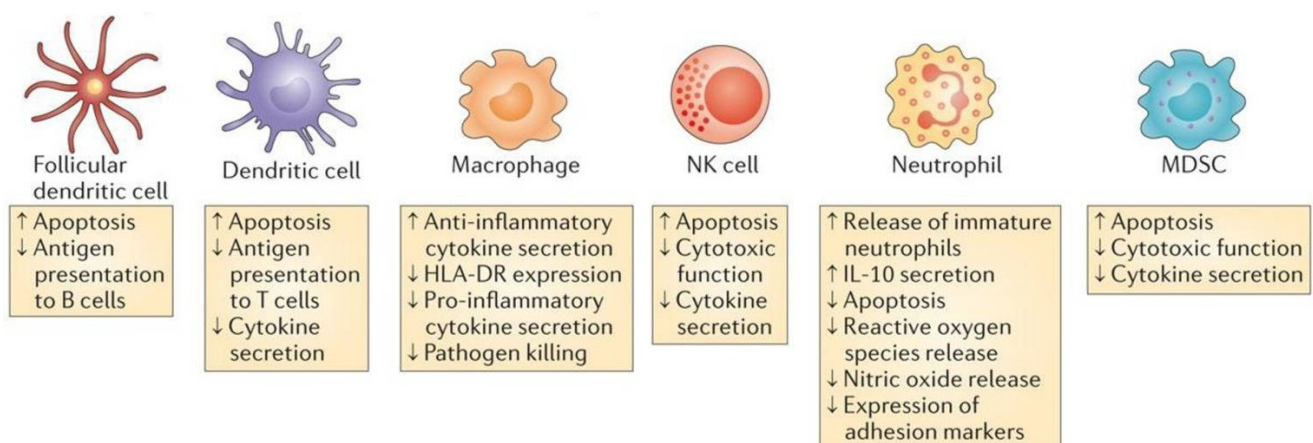 Follicular
dendritic cell
↑ Apoptosis
↓ Antigen
presentation
to B cells
Dendritic cell
↑ Apoptosis
↓ Antigen
presentation
to T cells
↓ Cytokine
secretion
Macrophage
↑ Anti-inflammatory
cytokine secretion
↓ HLA-DR expression
↓ Pro-inflammatory
cytokine secretion
↓ Pathogen killing
NK cell
↑ Apoptosis
↓ Cytotoxic
function
↓ Cytokine
secretion
Neutrophil
↑ Release of immature
neutrophils
↑ IL-10 secretion
↓ Apoptosis
↓ Reactive oxygen
species release
↓ Nitric oxide release
↓ Expression of
adhesion markers
MDSC
↑ Apoptosis
↓ Cytotoxic function
↓ Cytokine secretion